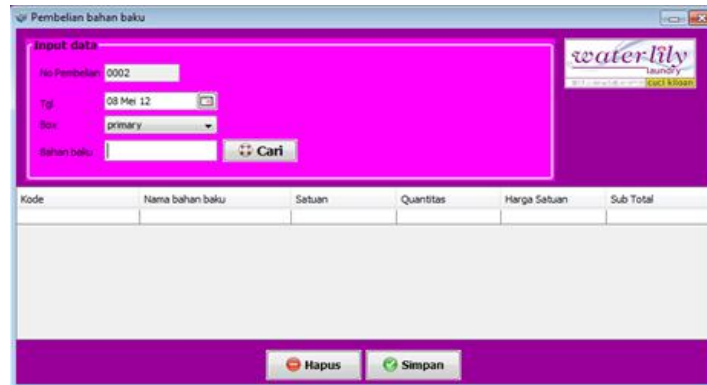 Pembelian bahan baku
Input data
No Pembelian 0002
Tgl 08 Mei 12
Box primary
Bahan baku Cari
waterlily
laundry
cuci kiloan
Kode Nama bahan baku Satuan Quantitas Harga Satuan Sub Total
Hapus Simpan